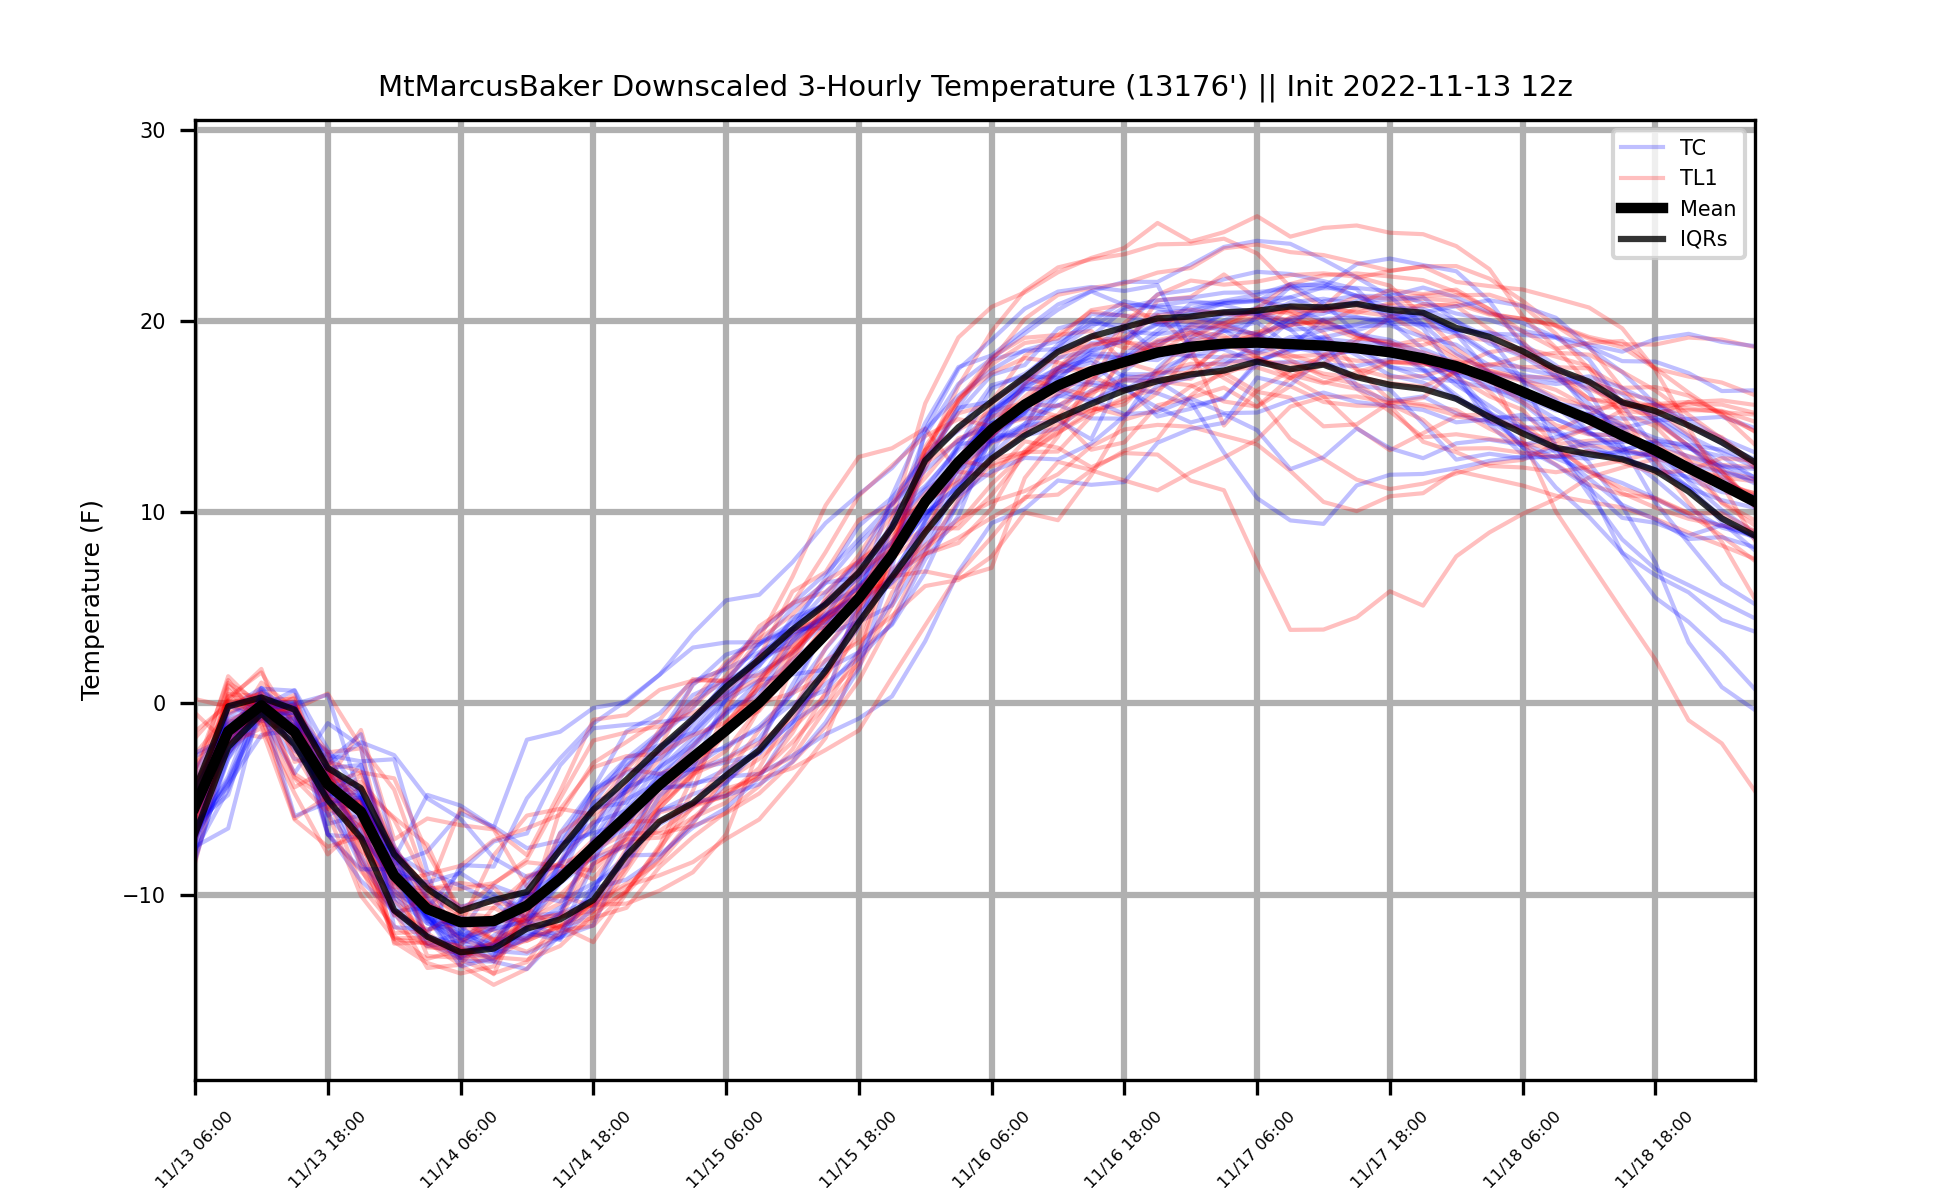 MtMarcusBaker Downscaled 3-Hourly Temperature (13176') || Init 2022-11-13 12z
TC
TL1
Mean
IQRs
Temperature (F)
30
20
10
0
−10
11/13 06:00
11/13 18:00
11/14 06:00
11/14 18:00
11/15 06:00
11/15 18:00
11/16 06:00
11/16 18:00
11/17 06:00
11/17 18:00
11/18 06:00
11/18 18:00